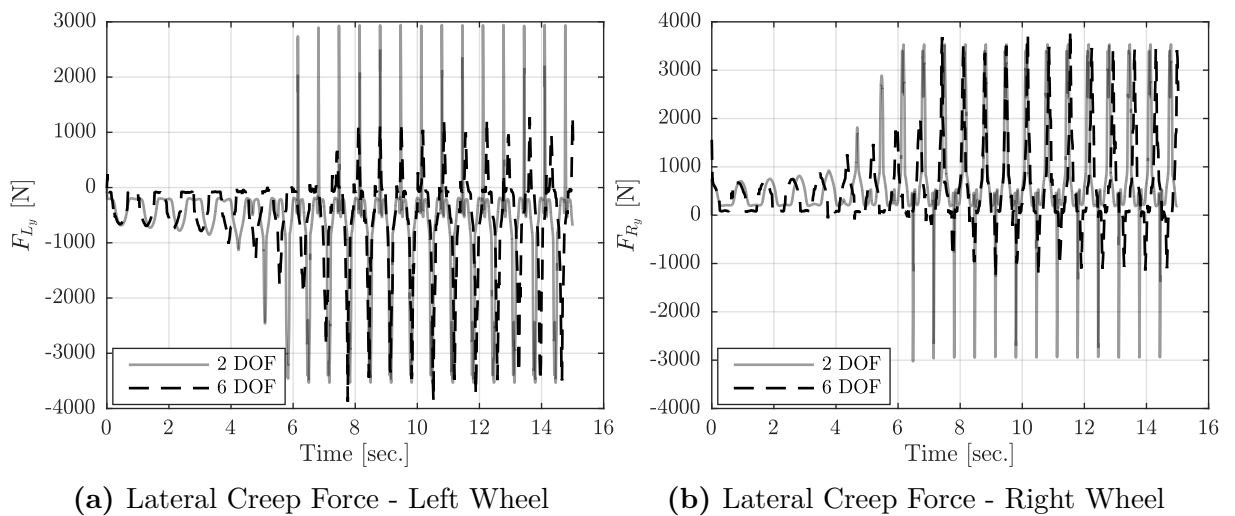 3000
2000
1000
0
-1000
-2000
-3000
-4000
F_{L_y} [N]
2 DOF
6 DOF
0 2 4 6 8 10 12 14 16
Time [sec.]
(a) Lateral Creep Force - Left Wheel
4000
3000
2000
1000
0
-1000
-2000
-3000
-4000
F_{R_y} [N]
2 DOF
6 DOF
0 2 4 6 8 10 12 14 16
Time [sec.]
(b) Lateral Creep Force - Right Wheel